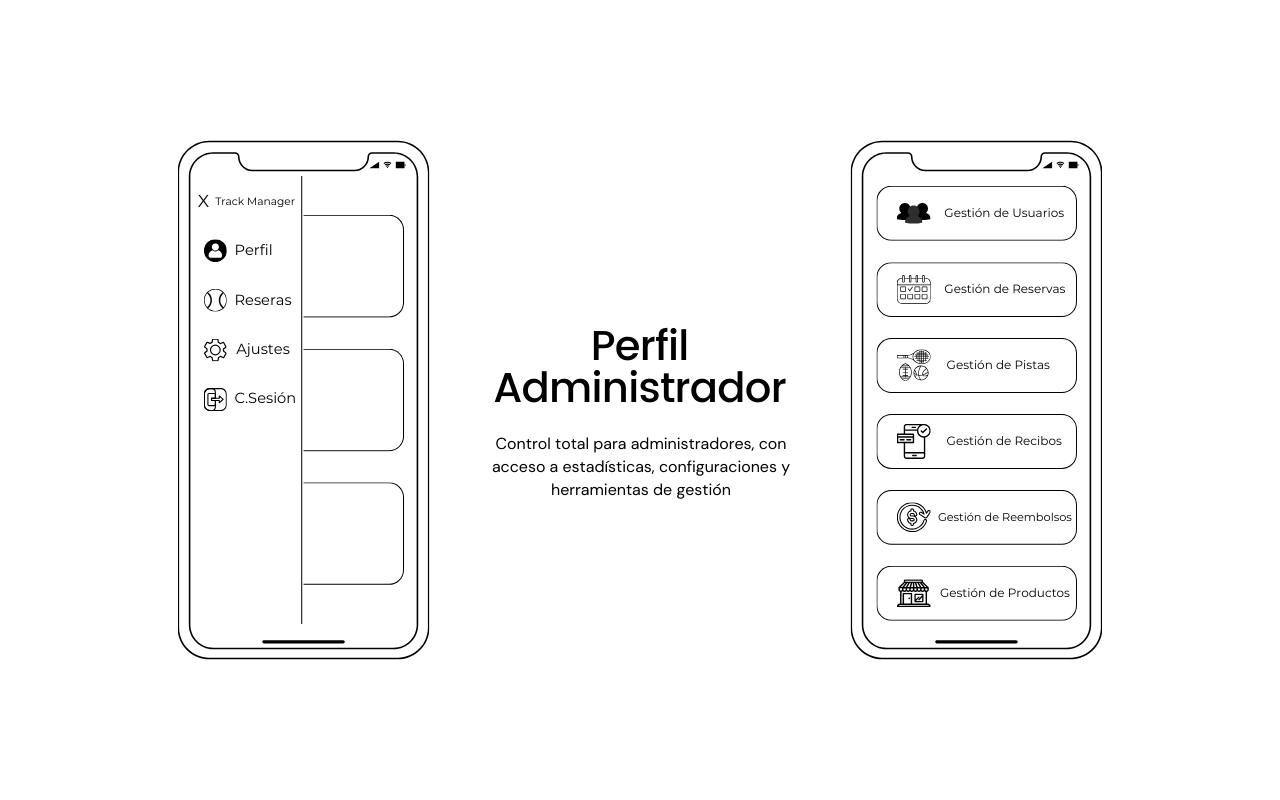 X Track Manager
Perfil
Reseras
Ajustes
C.Sesión
Perfil
Administrador
Control total para administradores, con
acceso a estadísticas, configuraciones y
herramientas de gestión
Gestión de Usuarios
Gestión de Reservas
Gestión de Pistas
Gestión de Recibos
Gestión de Reembolsos
Gestión de Productos